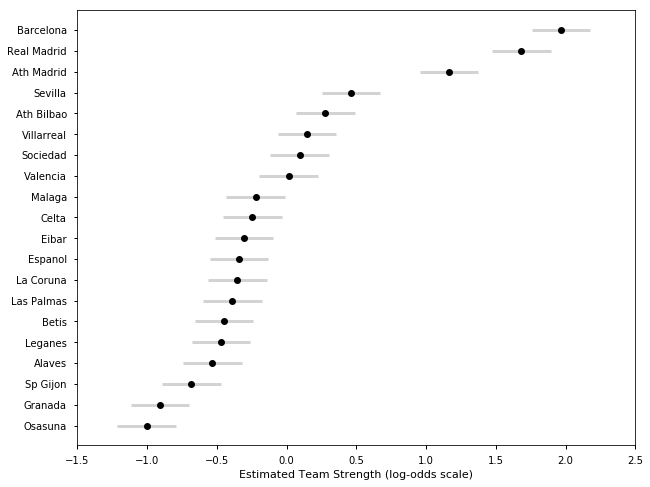 Barcelona
Real Madrid
Ath Madrid
Sevilla
Ath Bilbao
Villarreal
Sociedad
Valencia
Malaga
Celta
Eibar
Espanol
La Coruna
Las Palmas
Betis
Leganes
Alaves
Sp Gijon
Granada
Osasuna
−1.5 −1.0 −0.5 0.0 0.5 1.0 1.5 2.0 2.5
Estimated Team Strength (log-odds scale)